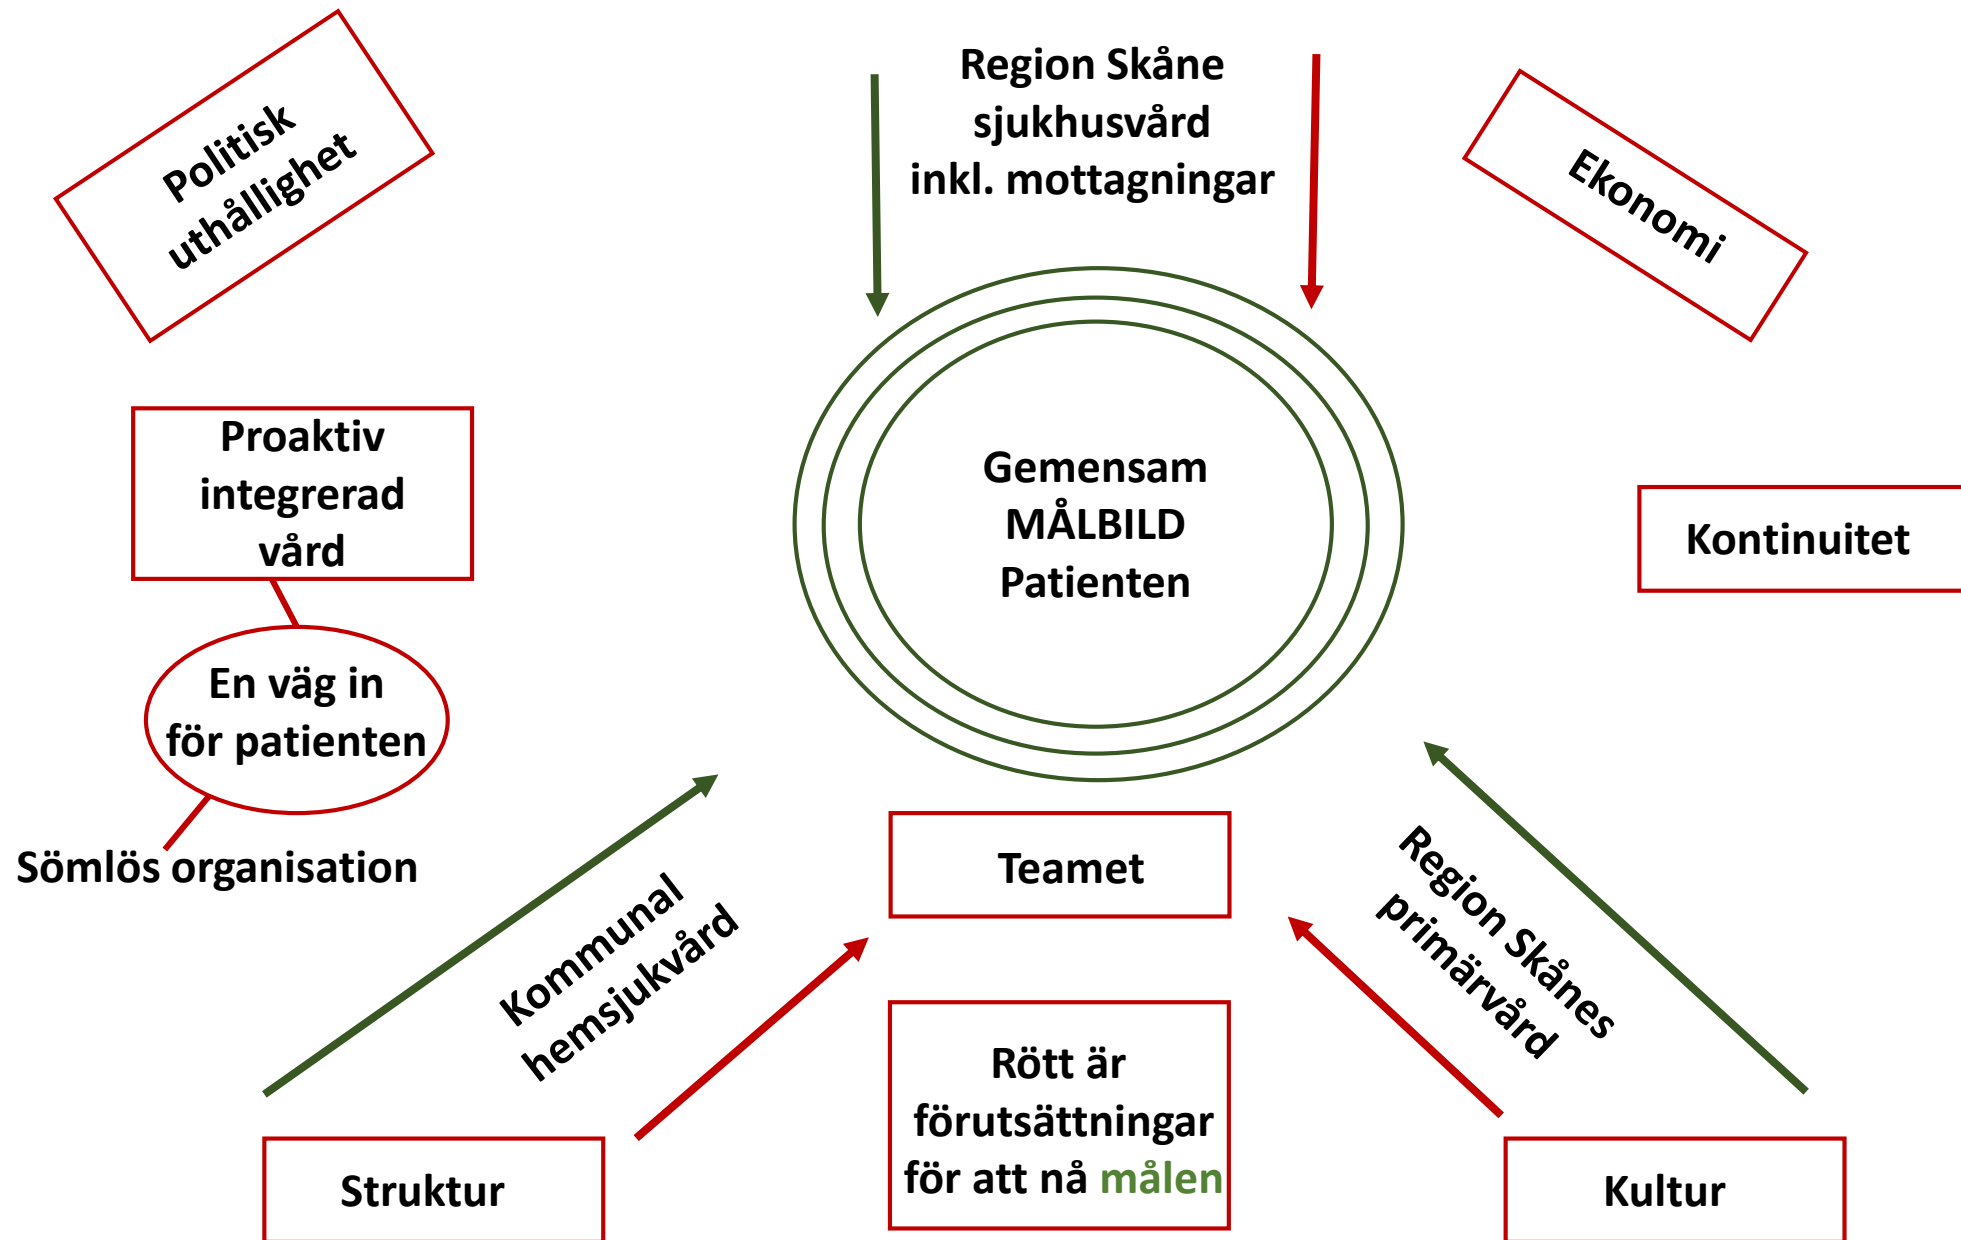 Politisk
uthållighet
Region Skåne
sjukhusvård
inkl. mottagningar
Ekonomi
Proaktiv
integrerad
vård
Gemensam
MÅLBILD
Patienten
Kontinuitet
En väg in
för patienten
Sömlös organisation
Teamet
Kommunal
hemsjukvård
Region Skånes
primärvård
Rött är
förutsättningar
för att nå målen
Struktur
Kultur